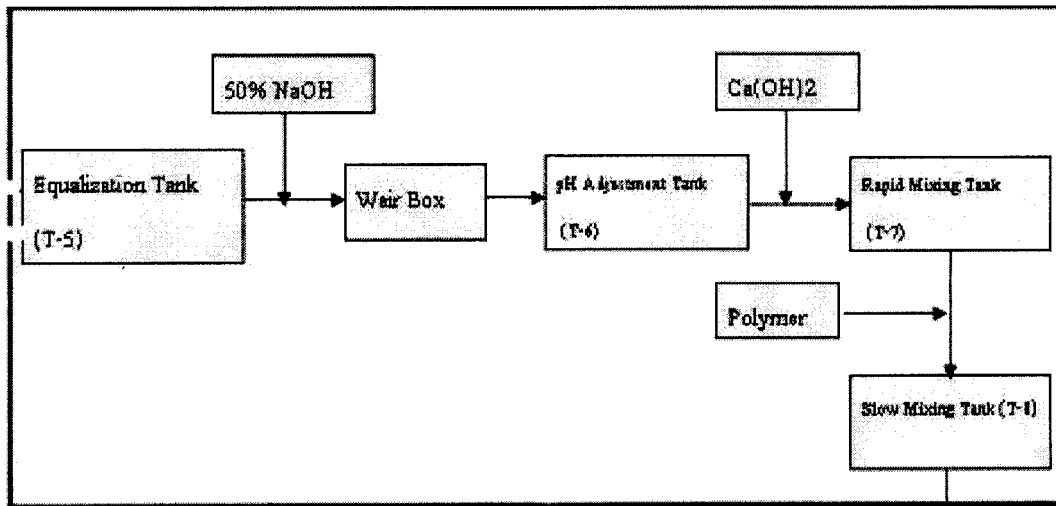 50% NaOH
Ca(OH)2
Equalization Tank
(T-5)
Weir Box
pH Adjustment Tank
(T-6)
Rapid Mixing Tank
(T-7)
Polymer
Slow Mixing Tank (T-8)